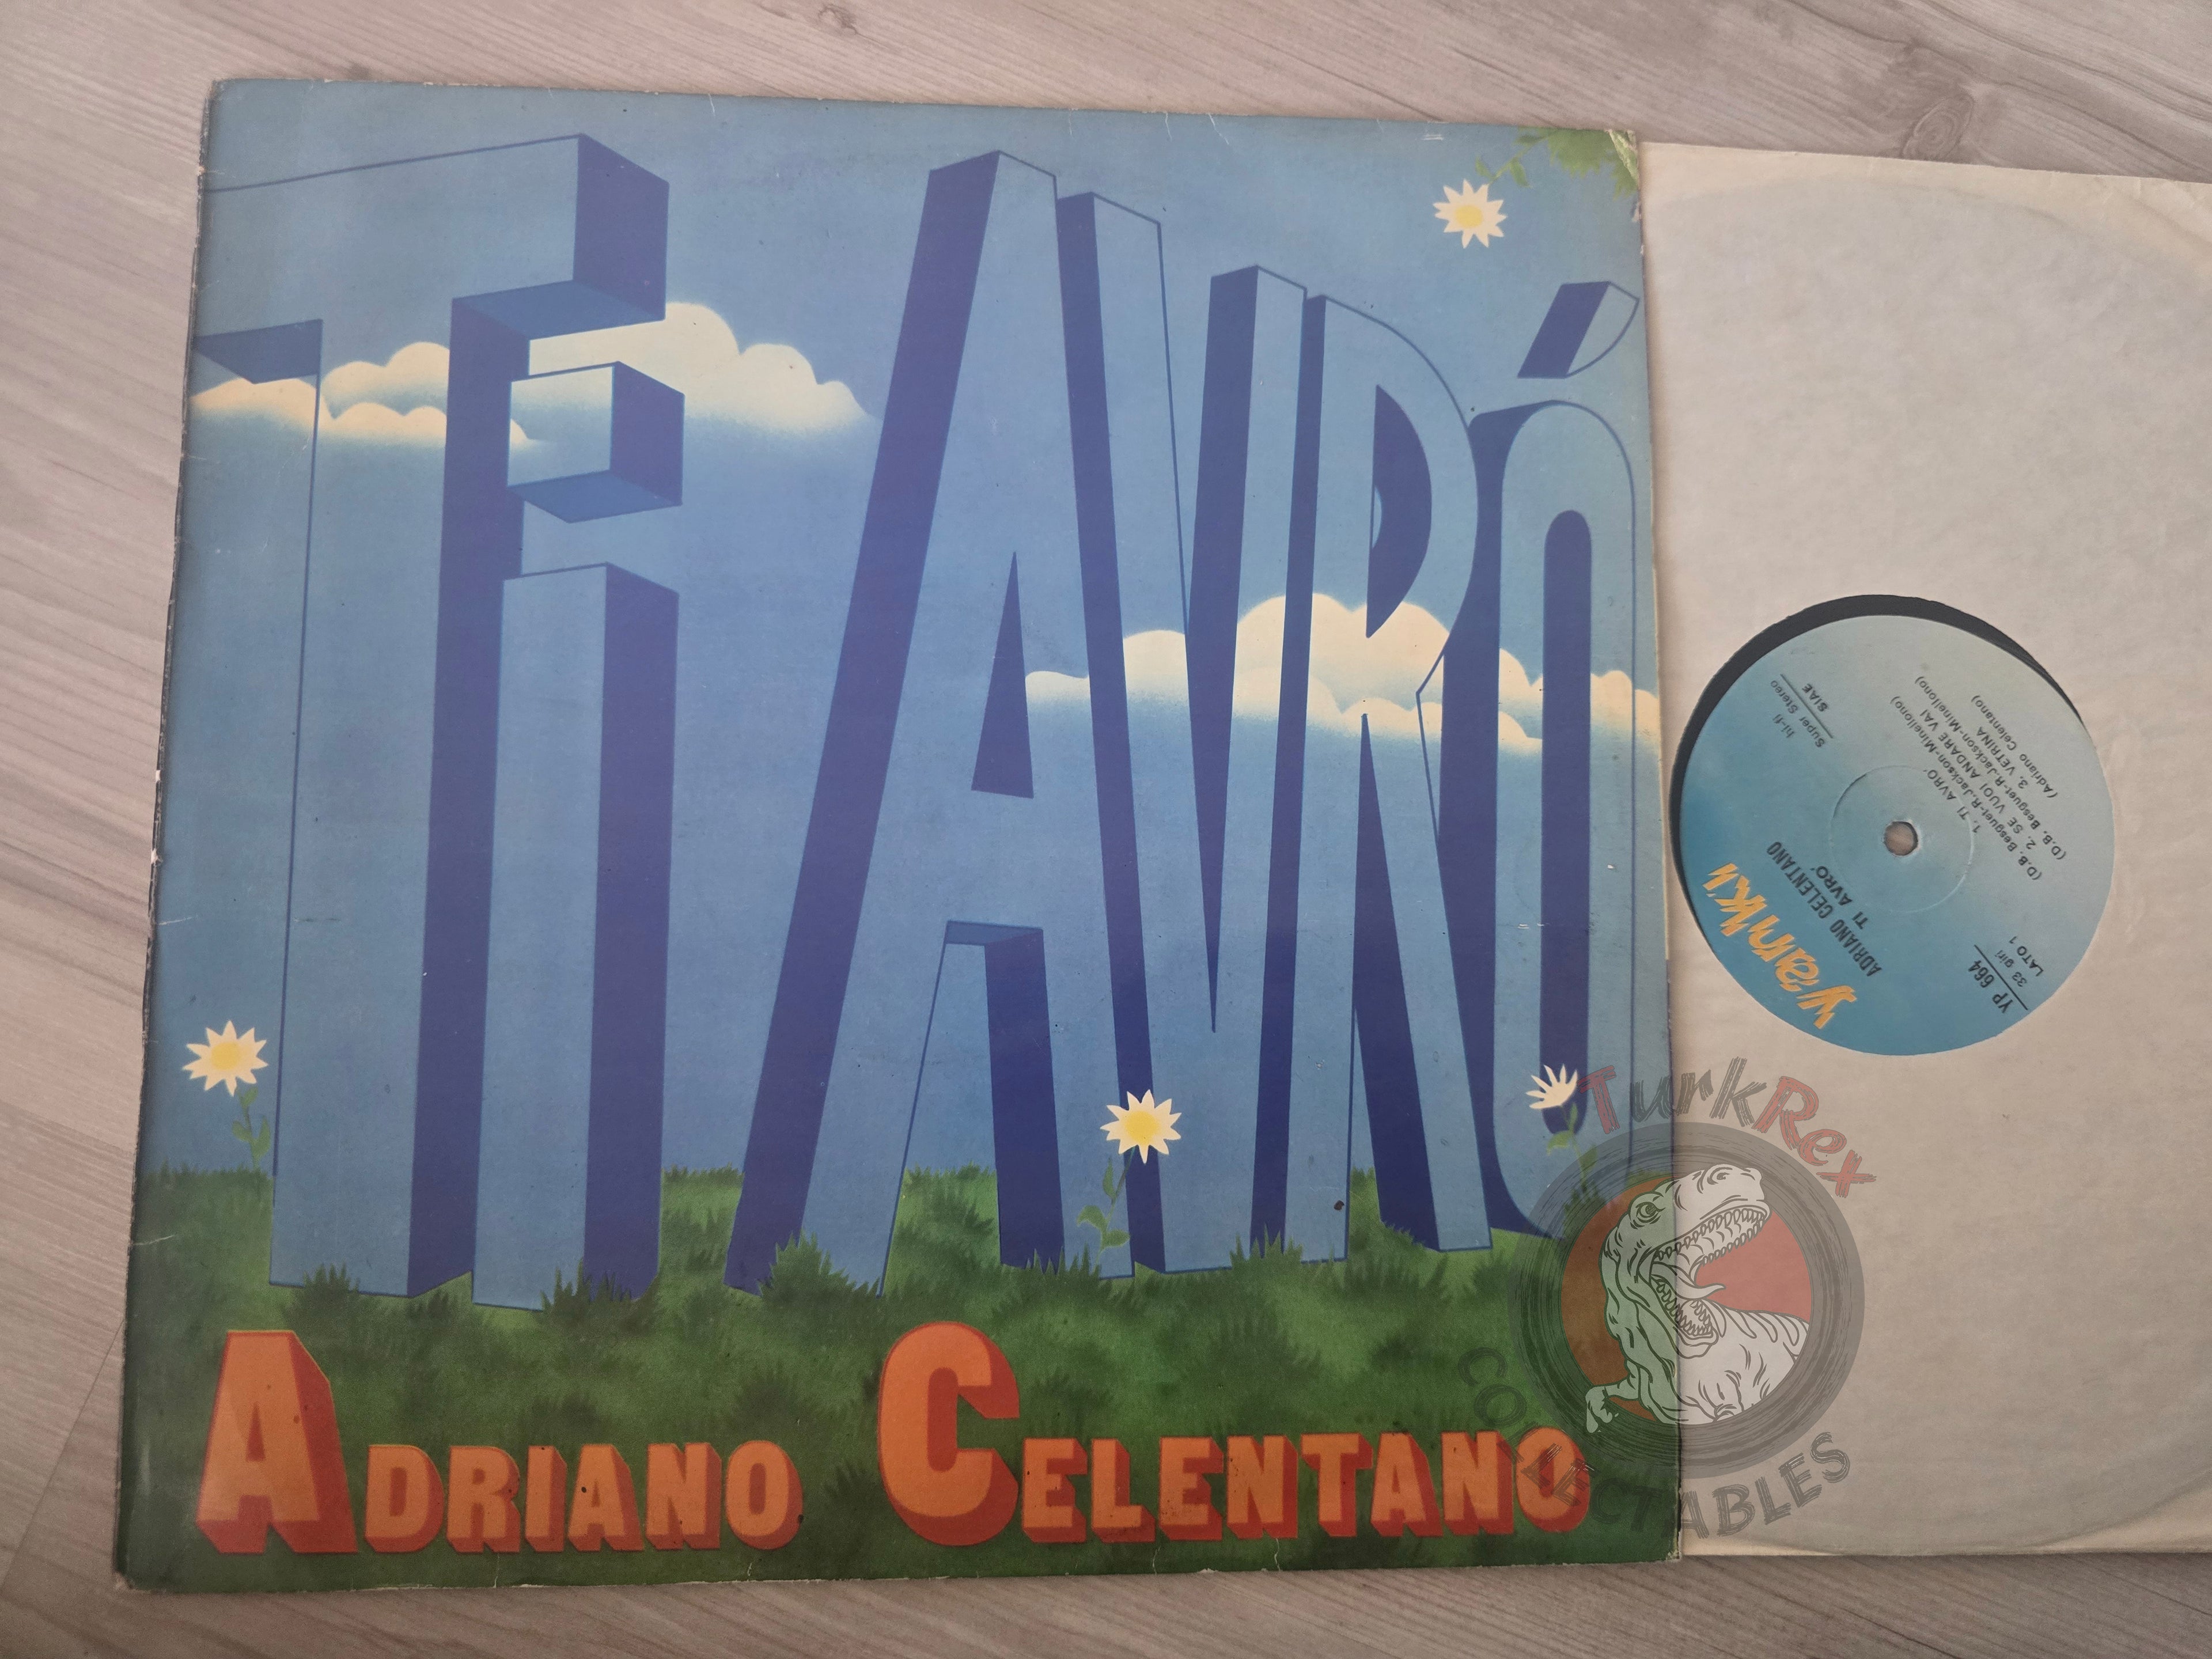 Ti AVRÓ
ADRIANO CELENTANO
Yanki
ADRIANO CELENTANO
TI AVRO'
YP 664
33 giri
LATO 1
hi-fi
Super Stereo
SIAE
1. TI AVRO'
(D.B. Besquet-R.Jackson-Minellono)
2. SE VUOI ANDARE VAI
(D.B. Besquet-R.Jackson-Minellono)
3. VETRINA
(Adriano Celentano)
TurkRex
COLLECTABLES